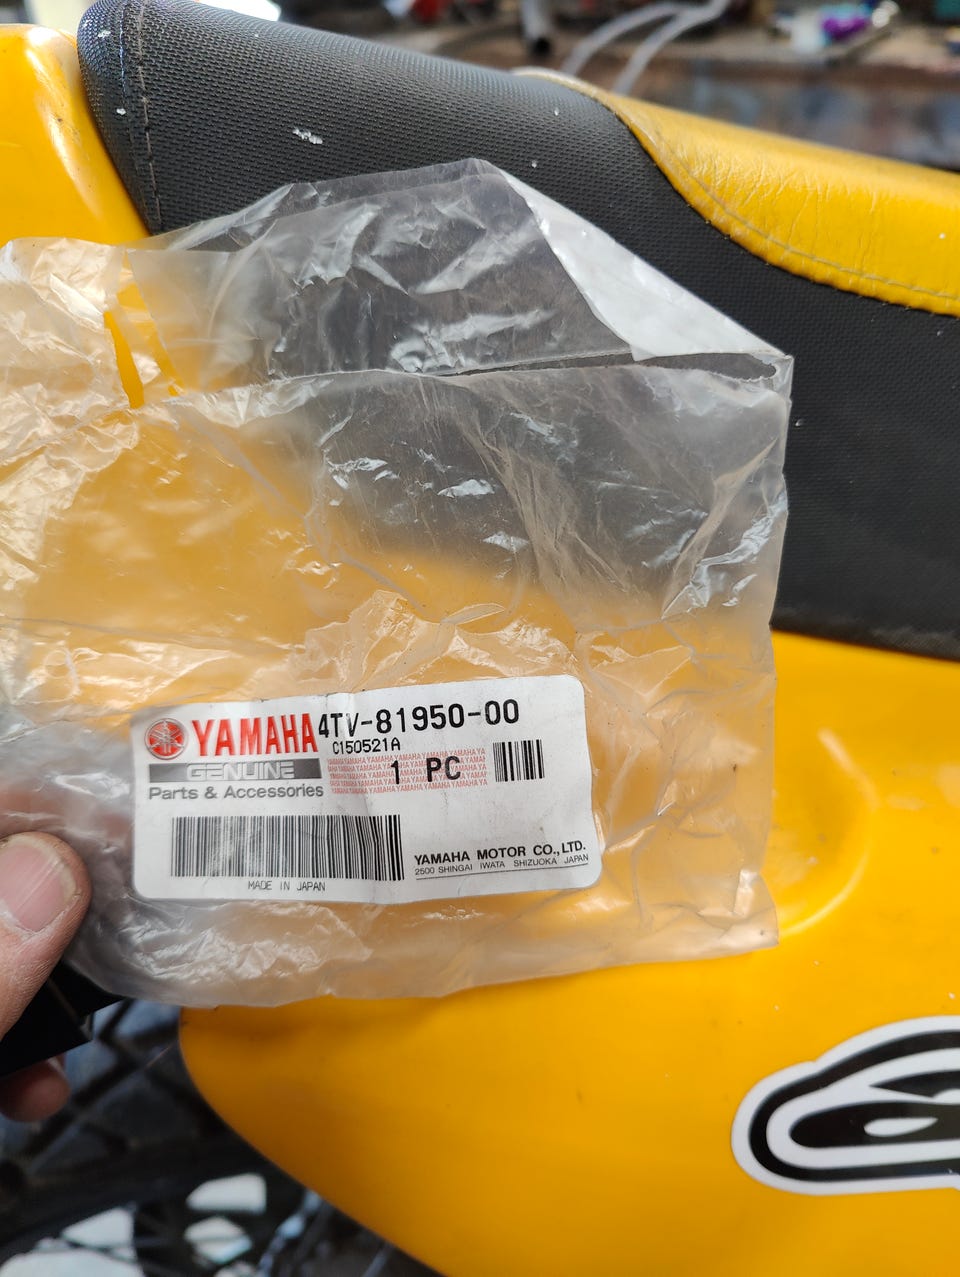 YAMAHA 4TV-81950-00
C150521A
GENUINE
1 PC
Parts & Accessories
YAMAHA MOTOR CO.,LTD.
2500 SHINGAI IWATA SHIZUOKA JAPAN
MADE IN JAPAN